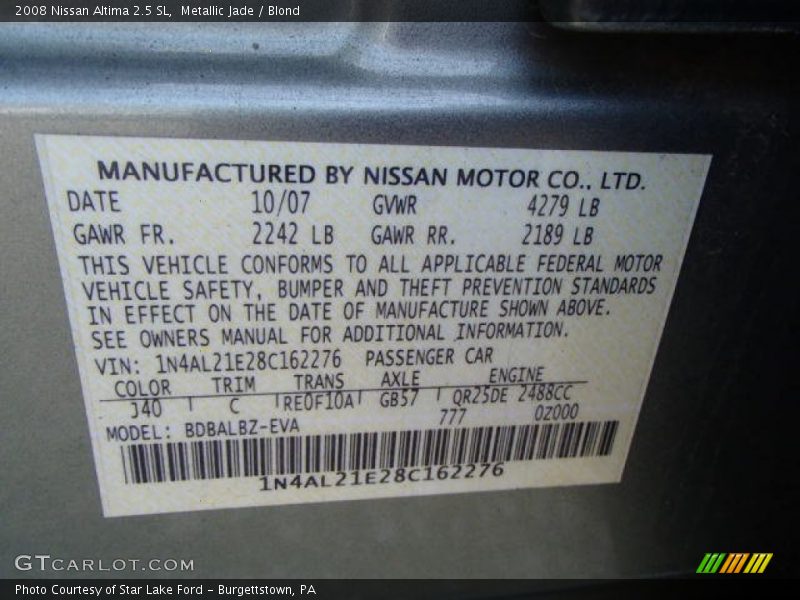 2008 Nissan Altima 2.5 SL,  Metallic Jade / Blond
MANUFACTURED BY NISSAN MOTOR CO., LTD.
DATE 10/07 GVWR 4279 LB
GAWR FR. 2242 LB GAWR RR. 2189 LB
THIS VEHICLE CONFORMS TO ALL APPLICABLE FEDERAL MOTOR
VEHICLE SAFETY, BUMPER AND THEFT PREVENTION STANDARDS
IN EFFECT ON THE DATE OF MANUFACTURE SHOWN ABOVE.
SEE OWNERS MANUAL FOR ADDITIONAL INFORMATION.
VIN: 1N4AL21E28C162276 PASSENGER CAR
COLOR TRIM TRANS AXLE ENGINE
J40 C RE0F10A GB57 QR25DE 2488CC
777 0Z000
MODEL: BDBALBZ-EVA
1N4AL21E28C162276
GTCARLOT.COM
Photo Courtesy of Star Lake Ford - Burgettstown, PA